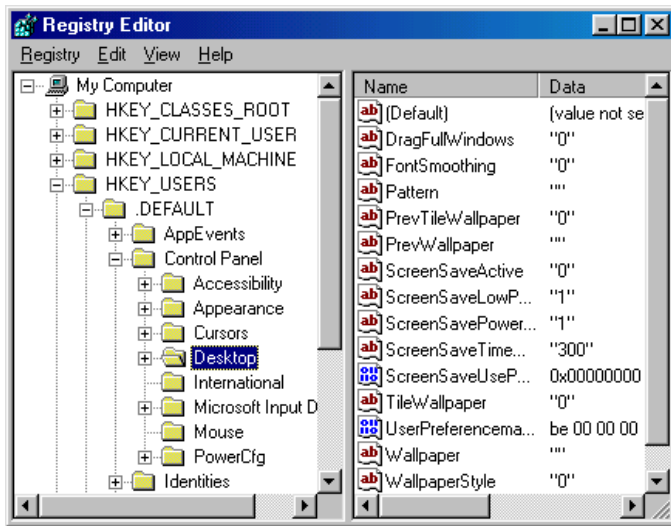 Registry Editor
Registry Edit View Help
My Computer
HKEY_CLASSES_ROOT
HKEY_CURRENT_USER
HKEY_LOCAL_MACHINE
HKEY_USERS
.DEFAULT
AppEvents
Control Panel
Accessibility
Appearance
Cursors
Desktop
International
Microsoft Input D
Mouse
PowerCfg
Identities
Name Data
(Default) (value not se
DragFullWindows "0"
FontSmoothing "0"
Pattern ""
PrevTileWallpaper "0"
PrevWallpaper ""
ScreenSaveActive "0"
ScreenSaveLowP... "1"
ScreenSavePower... "1"
ScreenSaveTime... "300"
ScreenSaveUseP... 0x00000000
TileWallpaper "0"
UserPreferencema... be 00 00 00
Wallpaper ""
WallpaperStyle "0"